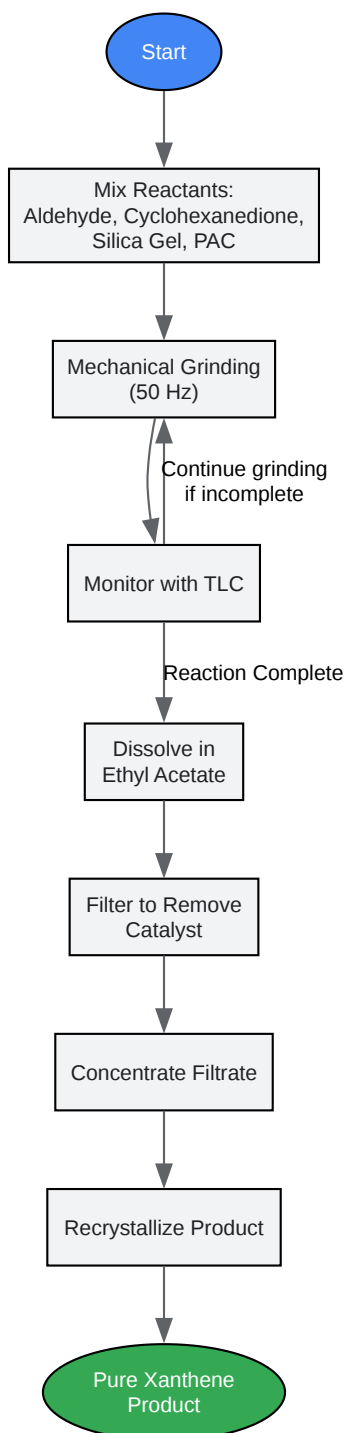 Start
Mix Reactants:
Aldehyde, Cyclohexanedione,
Silica Gel, PAC
Mechanical Grinding
(50 Hz)
Continue grinding
if incomplete
Monitor with TLC
Reaction Complete
Dissolve in
Ethyl Acetate
Filter to Remove
Catalyst
Concentrate Filtrate
Recrystallize Product
Pure Xanthene
Product